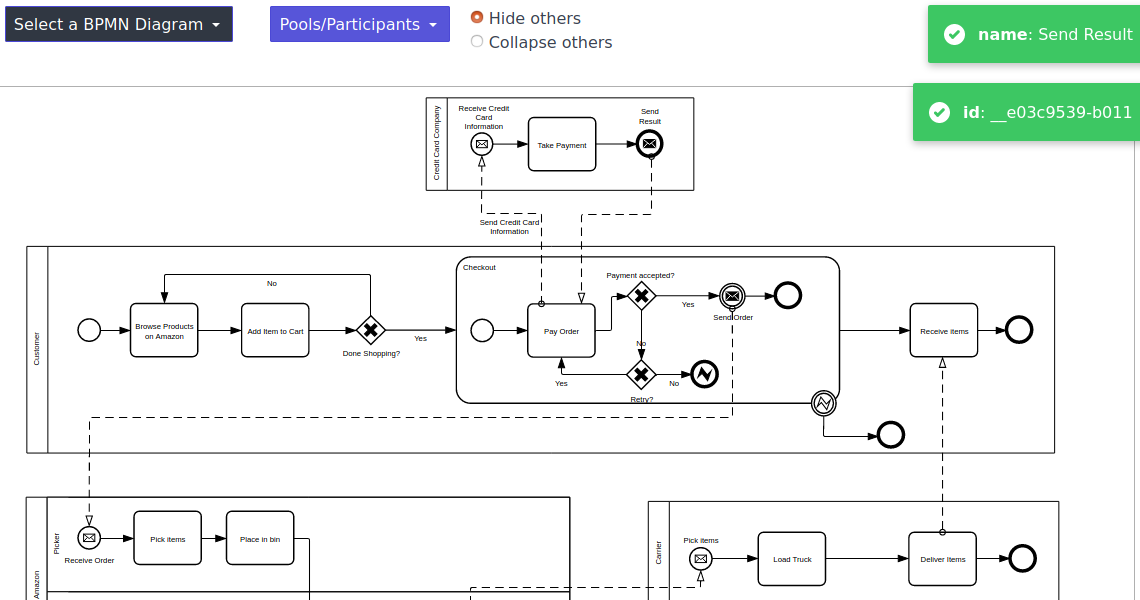 Select a BPMN Diagram
Pools/Participants
Hide others
Collapse others
name: Send Result
id: __e03c9539-b011
Credit Card Company
Receive Credit
Card
Information
Take Payment
Send
Result
Send Credit Card
Information
Customer
No
Browse Products
on Amazon
Add Item to Cart
Done Shopping?
Yes
Checkout
Pay Order
Payment accepted?
Yes
Send Order
No
Yes
No
Retry?
Receive items
Amazon
Picker
Receive Order
Pick items
Place in bin
Carrier
Pick items
Load Truck
Deliver Items